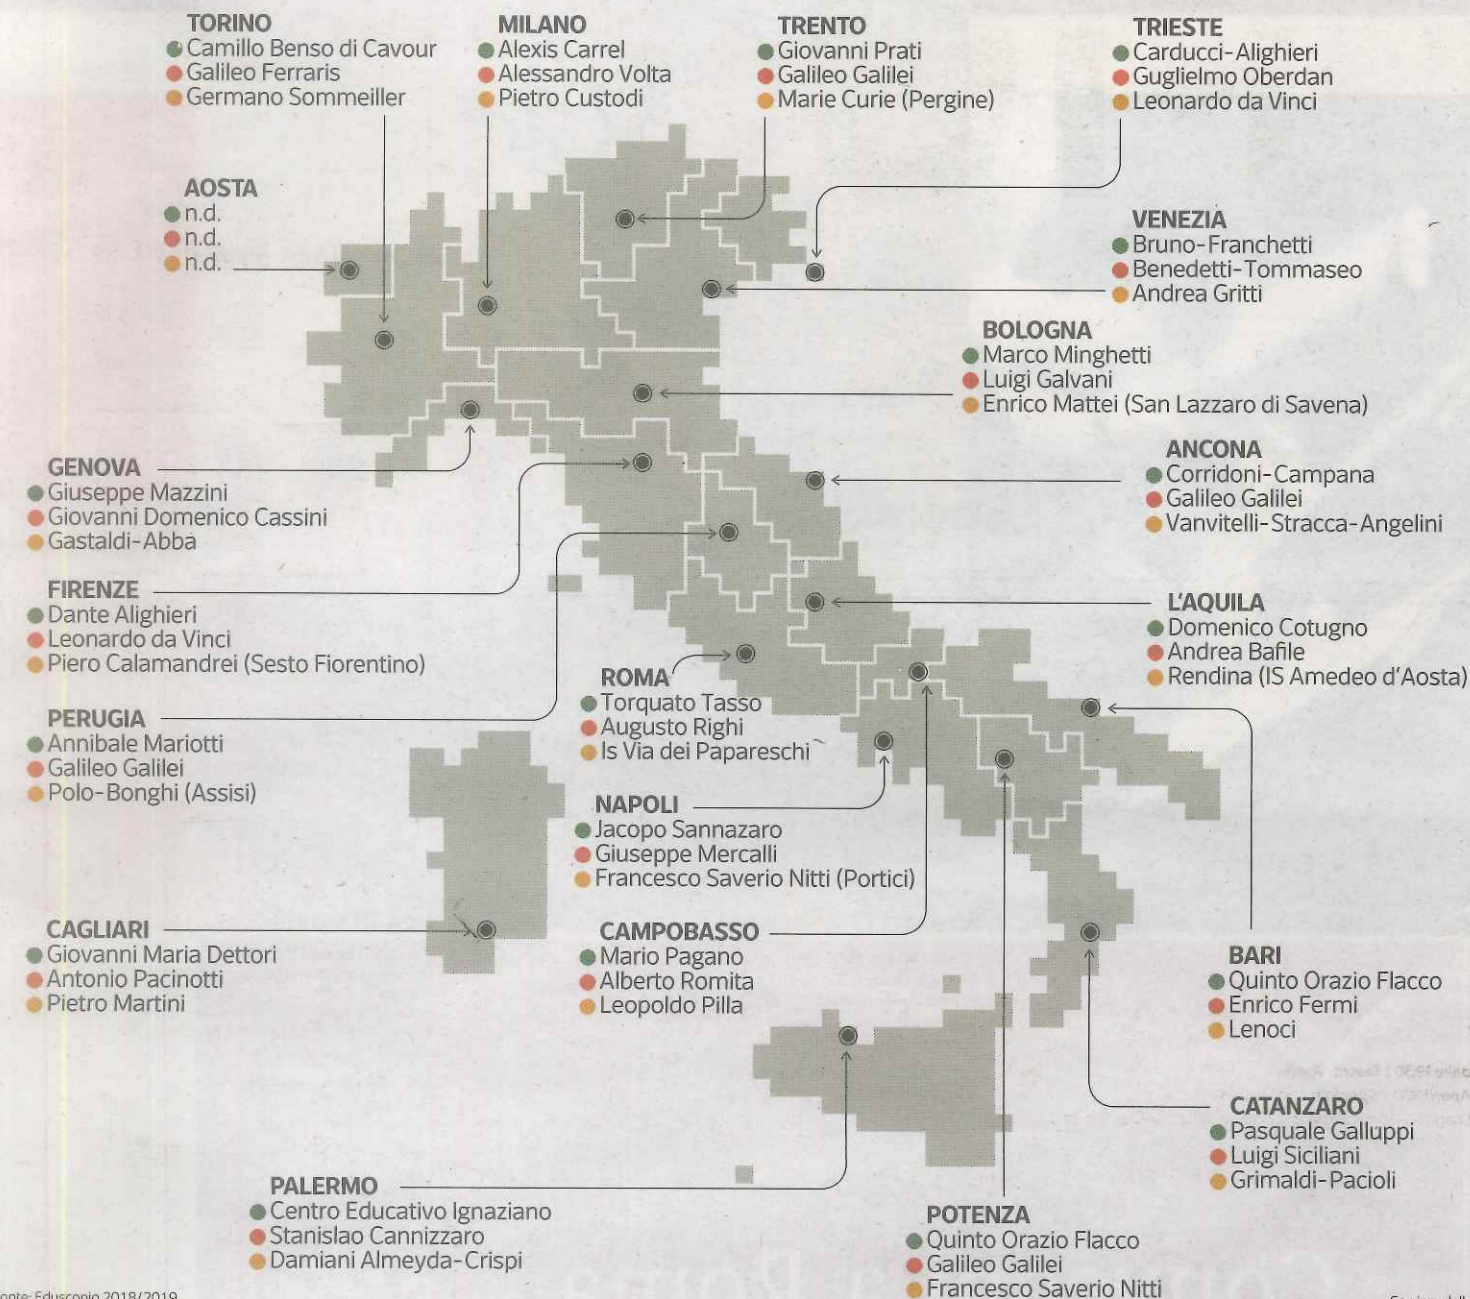 TORINO
Camillo Benso di Cavour
Galileo Ferraris
Germano Sommeiller
MILANO
Alexis Carrel
Alessandro Volta
Pietro Custodi
TRENTO
Giovanni Prati
Galileo Galilei
Marie Curie (Pergine)
TRIESTE
Carducci-Alighieri
Guglielmo Oberdan
Leonardo da Vinci
AOSTA
n.d.
n.d.
n.d.
VENEZIA
Bruno-Franchetti
Benedetti-Tommaseo
Andrea Gritti
BOLOGNA
Marco Minghetti
Luigi Galvani
Enrico Mattei (San Lazzaro di Savena)
ANCONA
Corridoni-Campana
Galileo Galilei
Vanvitelli-Stracca-Angelini
GENOVA
Giuseppe Mazzini
Giovanni Domenico Cassini
Gastaldi-Abba
FIRENZE
Dante Alighieri
Leonardo da Vinci
Piero Calamandrei (Sesto Fiorentino)
L'AQUILA
Domenico Cotugno
Andrea Bafile
Rendina (IS Amedeo d'Aosta)
ROMA
Torquato Tasso
Augusto Righi
Is Via dei Papareschi
PERUGIA
Annibale Mariotti
Galileo Galilei
Polo-Bonghi (Assisi)
NAPOLI
Jacopo Sannazaro
Giuseppe Mercalli
Francesco Saverio Nitti (Portici)
CAGLIARI
Giovanni Maria Dettori
Antonio Pacinotti
Pietro Martini
CAMPOBASSO
Mario Pagano
Alberto Romita
Leopoldo Pilla
BARI
Quinto Orazio Flacco
Enrico Fermi
Lenoci
CATANZARO
Pasquale Galluppi
Luigi Siciliani
Grimaldi-Pacioli
PALERMO
Centro Educativo Ignaziano
Stanislao Cannizzaro
Damiani Almeyda-Crispi
POTENZA
Quinto Orazio Flacco
Galileo Galilei
Francesco Saverio Nitti
Eduscopio 2018/2019